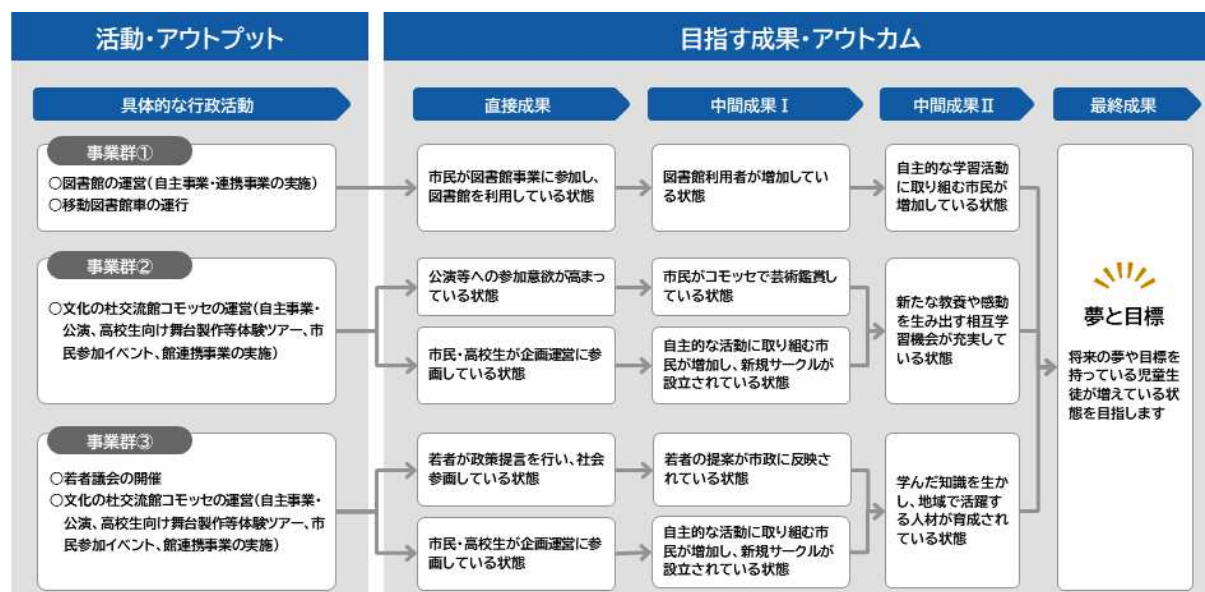 活動・アウトプット
目指す成果・アウトカム
具体的な行政活動
直接成果
中間成果Ⅰ
中間成果Ⅱ
最終成果
事業群①
○図書館の運営(自主事業・連携事業の実施)
○移動図書館車の運行
市民が図書館事業に参加し、
図書館を利用している状態
図書館利用者が増加してい
る状態
自主的な学習活動
に取り組む市民が
増加している状態
事業群②
○文化の杜交流館コモッセの運営(自主事業・
公演、高校生向け舞台製作等体験ツアー、市
民参加イベント、館連携事業の実施)
公演等への参加意欲が高まっ
ている状態
市民がコモッセで芸術鑑賞し
ている状態
市民・高校生が企画運営に参
画している状態
自主的な活動に取り組む市
民が増加し、新規サークルが
設立されている状態
新たな教養や感動
を生み出す相互学
習機会が充実して
いる状態
事業群③
○若者議会の開催
○文化の杜交流館コモッセの運営(自主事業・
公演、高校生向け舞台製作等体験ツアー、市
民参加イベント、館連携事業の実施)
若者が政策提言を行い、社会
参画している状態
若者の提案が市政に反映さ
れている状態
市民・高校生が企画運営に参
画している状態
自主的な活動に取り組む市
民が増加し、新規サークルが
設立されている状態
学んだ知識を生か
し、地域で活躍す
る人材が育成され
ている状態
夢と目標
将来の夢や目標を
持っている児童生
徒が増えている状
態を目指します